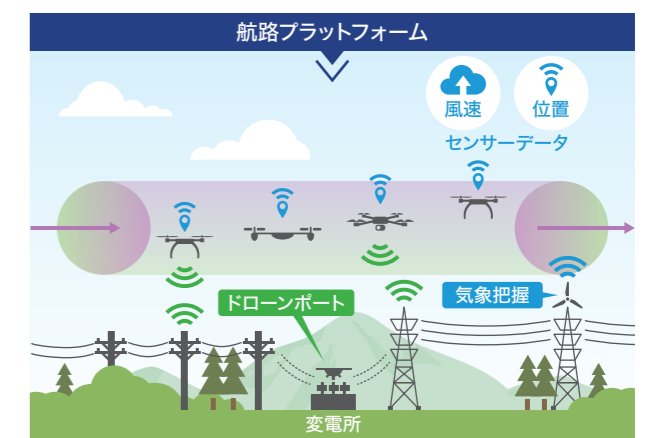 航路プラットフォーム
風速
位置
センサーデータ
ドローンポート
気象把握
変電所